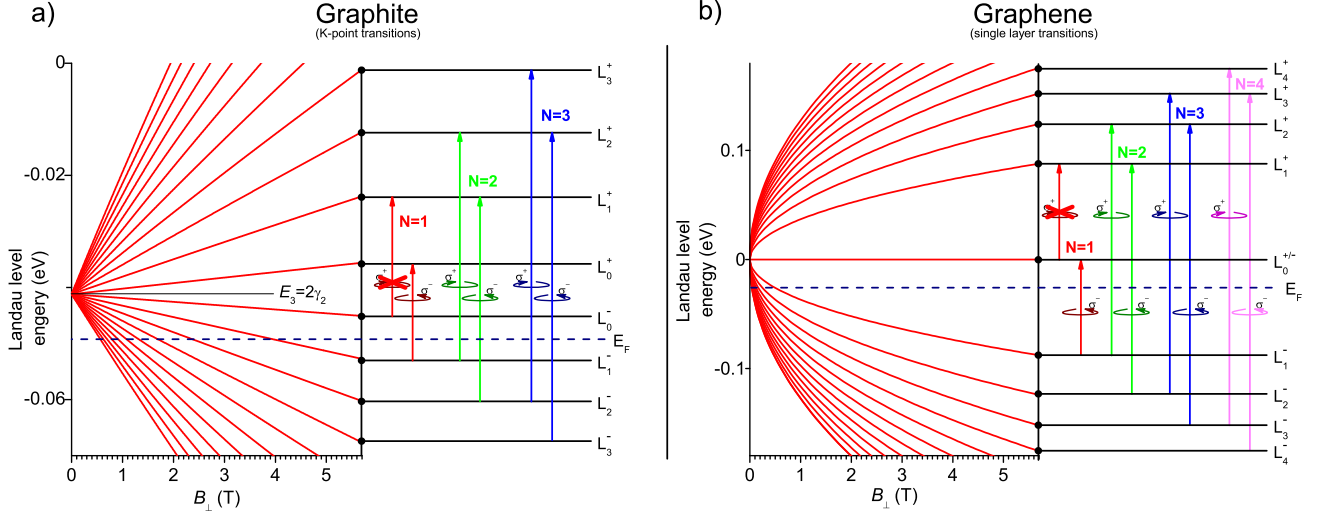 a)
Graphite
(K-point transitions)
0
-0.02
-0.06
Landau level
engery (eV)
0 1 2 3 4 5
B⊥ (T)
E3=2γ2
N=1
N=2
N=3
σ+
σ-
σ+
σ-
σ+
σ-
L3+
L2+
L1+
L0+
L0-
EF
L1-
L2-
L3-
b)
Graphene
(single layer transitions)
0.1
0
-0.1
Landau level
energy (eV)
0 1 2 3 4 5
B⊥ (T)
N=4
N=3
N=2
N=1
σ+
σ+
σ+
σ+
σ-
σ-
σ-
σ-
L4+
L3+
L2+
L1+
L0+/-
EF
L1-
L2-
L3-
L4-